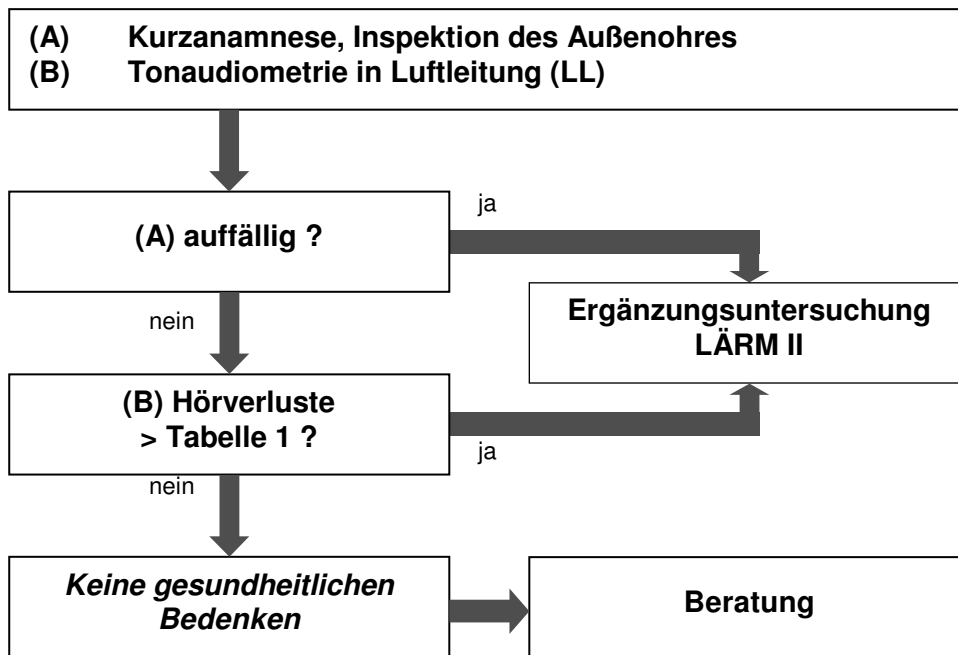 (A) Kurzanamnese, Inspektion des Außenohres
(B) Tonaudiometrie in Luftleitung (LL)
(A) auffällig ?
ja
nein
Ergänzungsuntersuchung
LÄRM II
(B) Hörverluste
> Tabelle 1 ?
ja
nein
Keine gesundheitlichen
Bedenken
Beratung